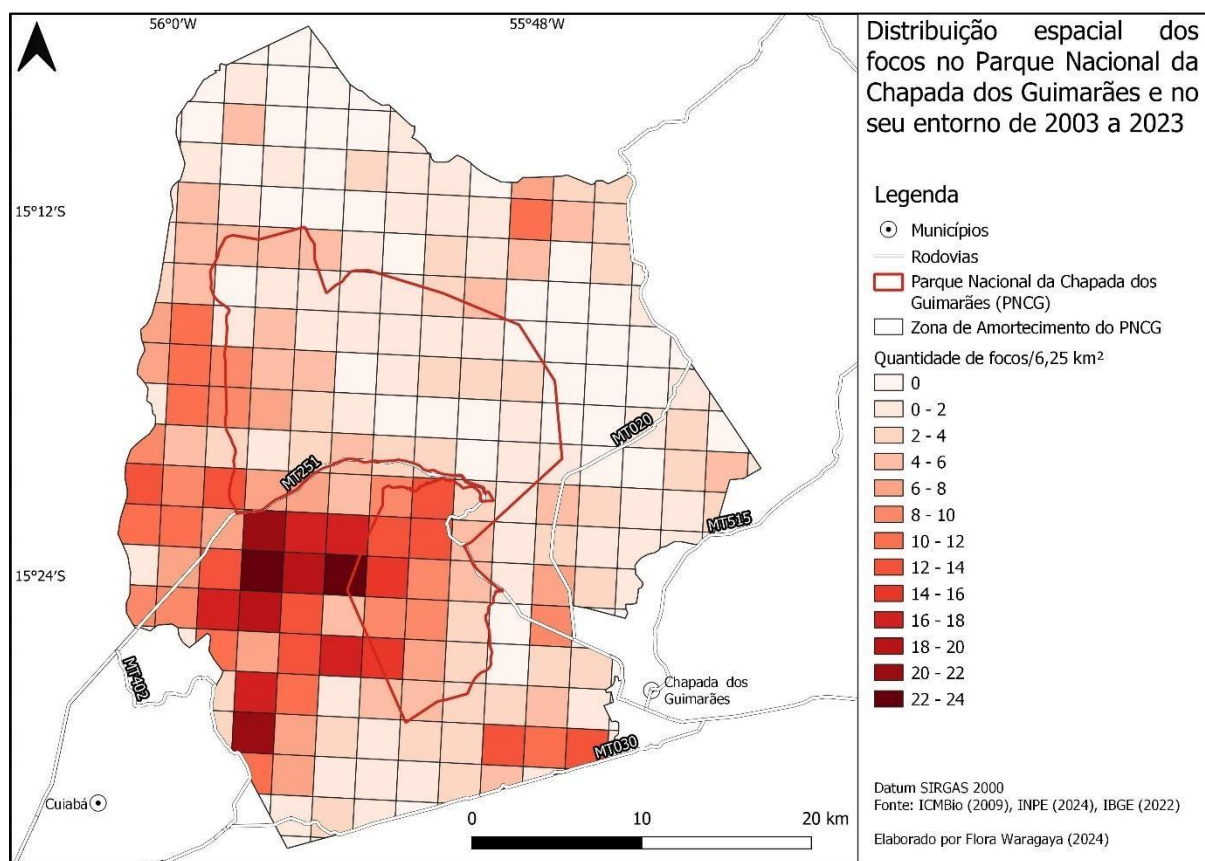 56°0’W
55°48’W
15°12’S
15°24’S
MT251
MT020
MT515
MT402
MT030
Chapada dos
Guimarães
Cuiabá
0 10 20 km
Distribuição espacial dos
focos no Parque Nacional da
Chapada dos Guimarães e no
seu entorno de 2003 a 2023
Legenda
Municípios
Rodovias
Parque Nacional da Chapada dos
Guimarães (PNCG)
Zona de Amortecimento do PNCG
Quantidade de focos/6,25 km²
0
0 - 2
2 - 4
4 - 6
6 - 8
8 - 10
10 - 12
12 - 14
14 - 16
16 - 18
18 - 20
20 - 22
22 - 24
Datum SIRGAS 2000
Fonte: ICMBio (2009), INPE (2024), IBGE (2022)
Elaborado por Flora Waragaya (2024)